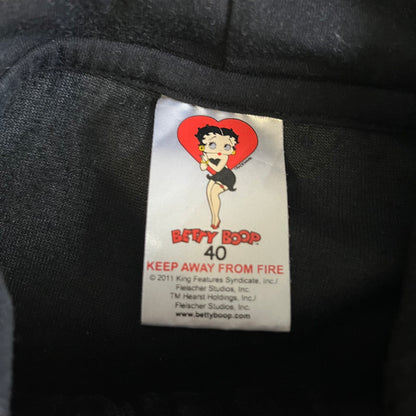 BETTY BOOP
40
KEEP AWAY FROM FIRE
© 2011 King Features Syndicate, Inc./
Fleischer Studios, Inc.
TM Hearst Holdings, Inc./
Fleischer Studios, Inc.
www.bettyboop.com